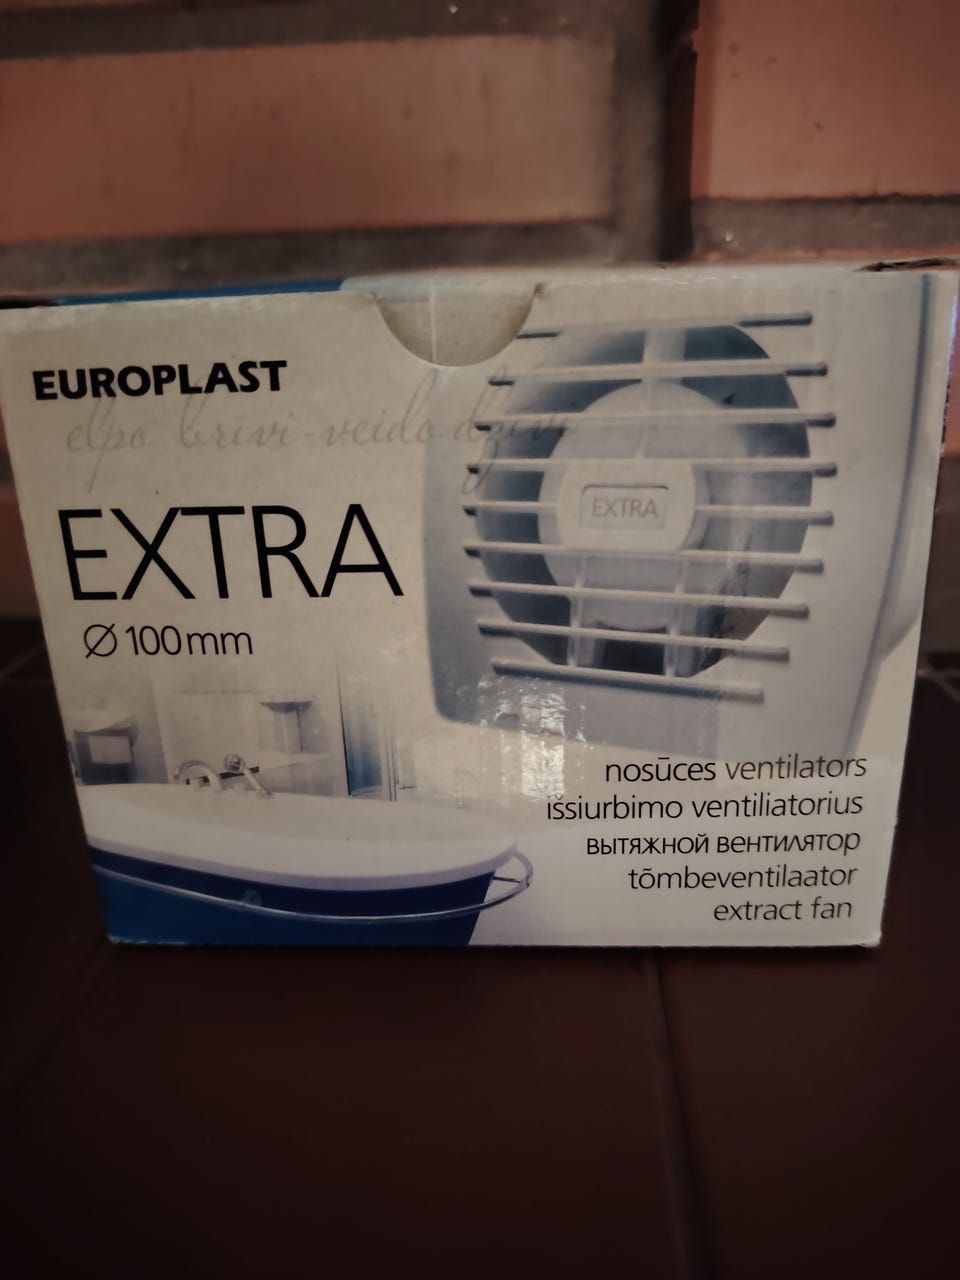 EUROPLAST
elpo brīvi-veido dzīvi
EXTRA
Ø 100mm
EXTRA
nosūces ventilators
išsiurbimo ventiliatorius
вытяжной вентилятор
tõmbeventilaator
extract fan